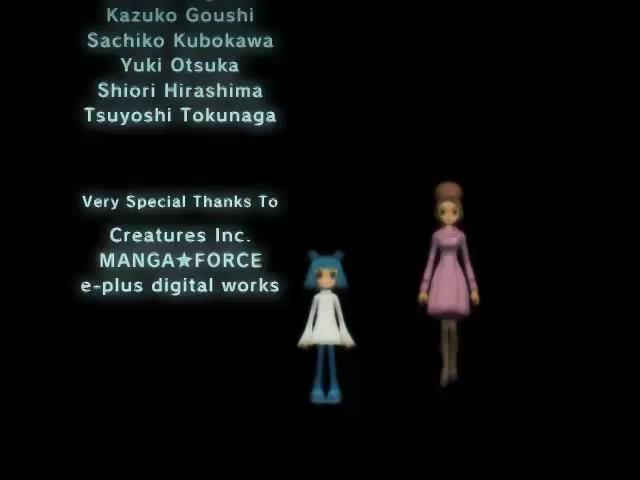 Kazuko Goushi
Sachiko Kubokawa
Yuki Otsuka
Shiori Hirashima
Tsuyoshi Tokunaga
Very Special Thanks To
Creatures Inc.
MANGA★FORCE
e-plus digital works